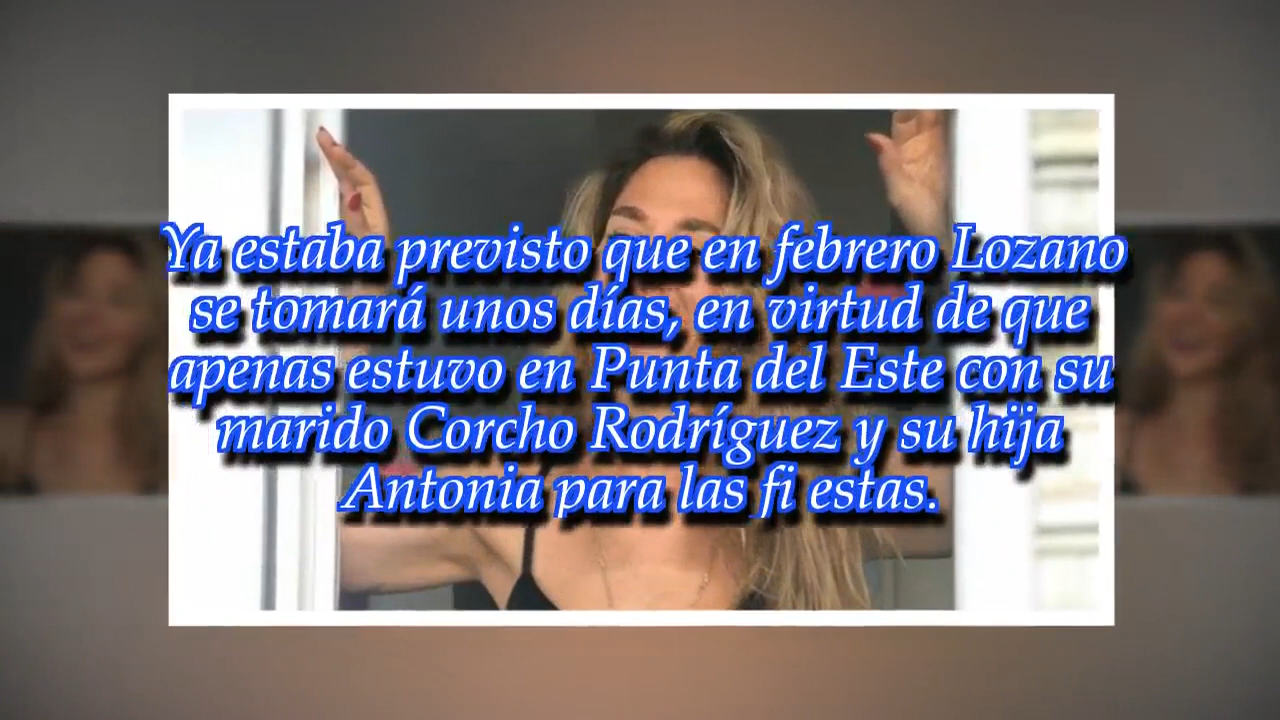 Ya estaba previsto que en febrero Lozano
se tomará unos días, en virtud de que
apenas estuvo en Punta del Este con su
marido Corcho Rodríguez y su hija
Antonia para las fi estas.